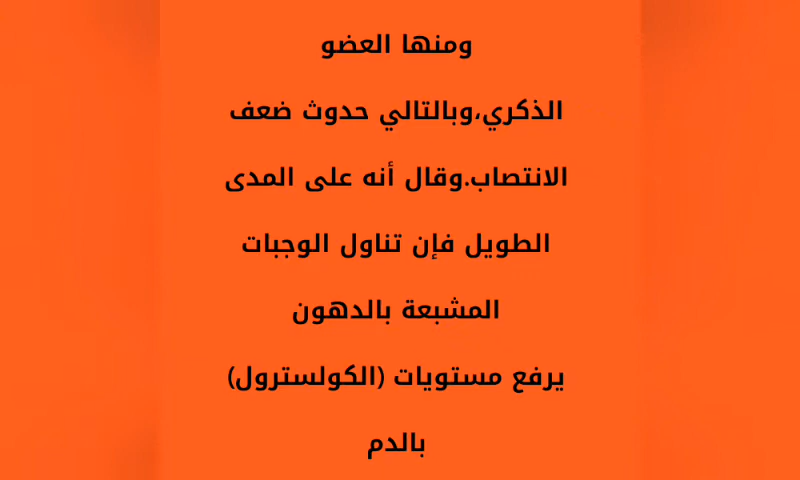 ومنها العضو
الذكري،وبالتالي حدوث ضعف
الانتصاب.وقال أنه على المدى
الطويل فإن تناول الوجبات
المشبعة بالدهون
يرفع مستويات (الكولسترول)
بالدم